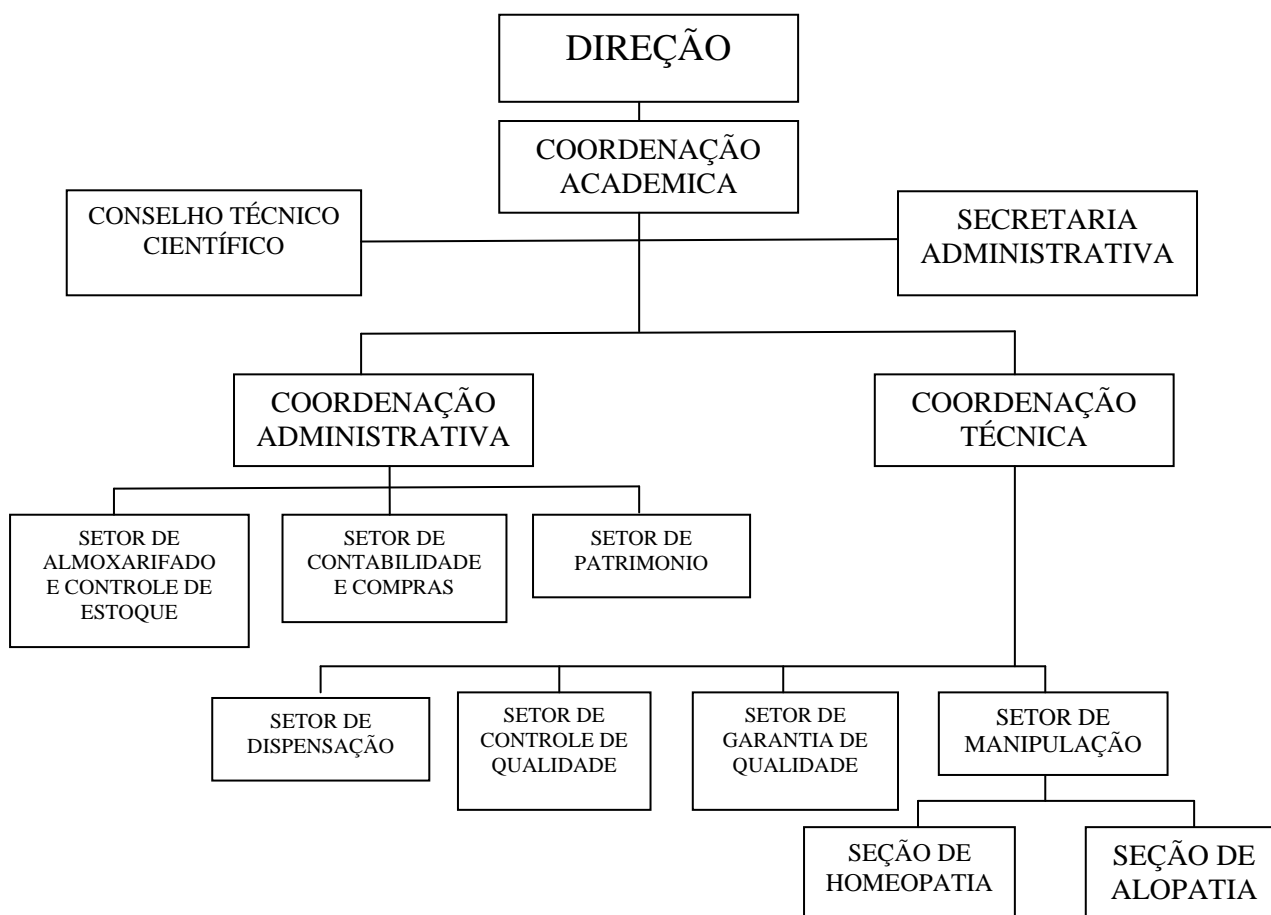 DIREÇÃO
COORDENAÇÃO
ACADEMICA
CONSELHO TÉCNICO
CIENTÍFICO
SECRETARIA
ADMINISTRATIVA
COORDENAÇÃO
ADMINISTRATIVA
COORDENAÇÃO
TÉCNICA
SETOR DE
ALMOXARIFADO
E CONTROLE DE
ESTOQUE
SETOR DE
CONTABILIDADE
E COMPRAS
SETOR DE
PATRIMONIO
SETOR DE
DISPENSAÇÃO
SETOR DE
CONTROLE DE
QUALIDADE
SETOR DE
GARANTIA DE
QUALIDADE
SETOR DE
MANIPULAÇÃO
SEÇÃO DE
HOMEOPATIA
SEÇÃO DE
ALOPATIA